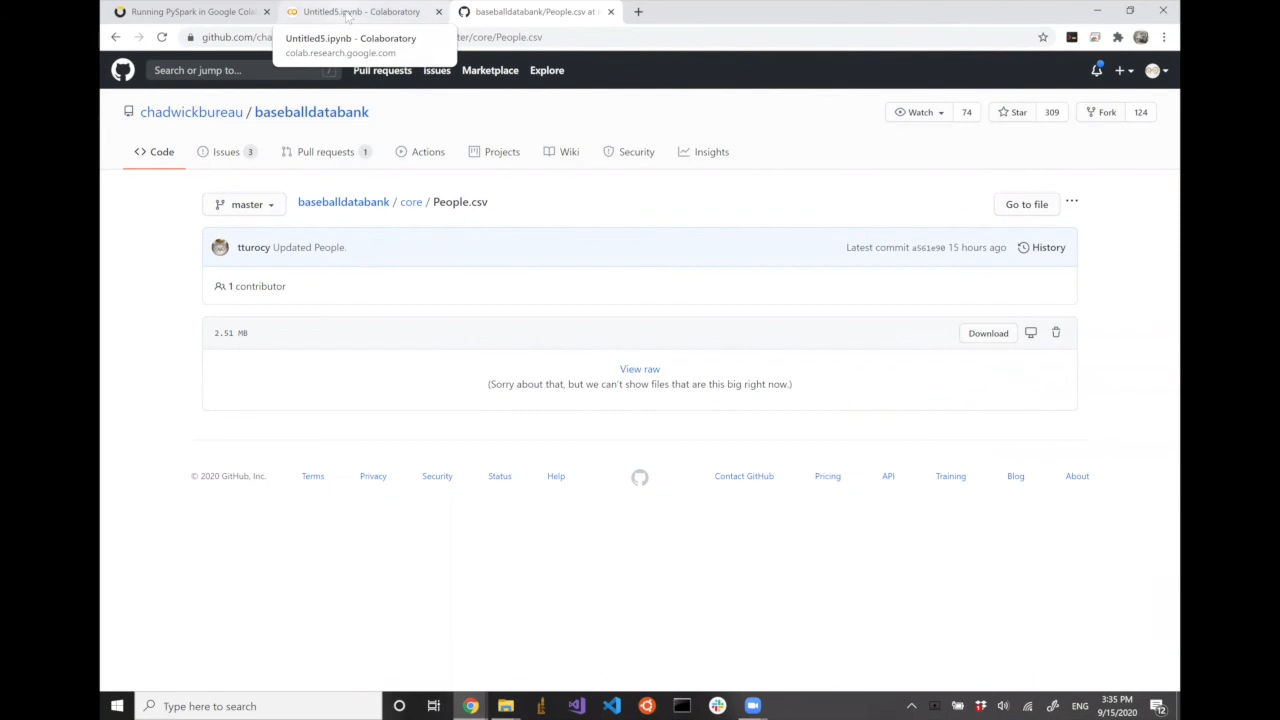 Running PySpark in Google Cola
Untitled5.ipynb - Colaboratory
baseballdatabank/People.csv at
github.com/cha
ter/core/People.csv
Untitled5.ipynb - Colaboratory
colab.research.google.com
Search or jump to...
/
Pull requests
Issues
Marketplace
Explore
chadwickbureau / baseballdatabank
Watch 74
Star 309
Fork 124
Code
Issues 3
Pull requests 1
Actions
Projects
Wiki
Security
Insights
master
baseballdatabank / core / People.csv
Go to file
tturocy Updated People.
Latest commit a561e90 15 hours ago
History
1 contributor
2.51 MB
Download
View raw
(Sorry about that, but we can't show files that are this big right now.)
© 2020 GitHub, Inc.
Terms
Privacy
Security
Status
Help
Contact GitHub
Pricing
API
Training
Blog
About
Type here to search
ENG
3:35 PM
9/15/2020
12